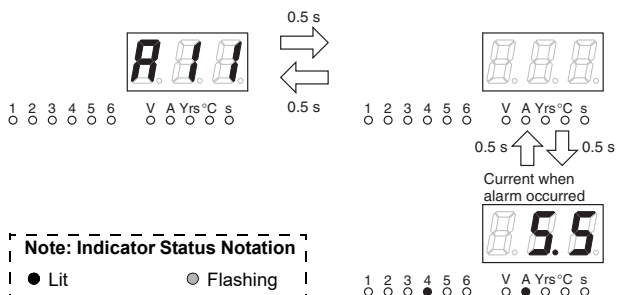 0.5 s
A11
0.5 s
1 2 3 4 5 6 V A Yrs °C s
1 2 3 4 5 6 V A Yrs °C s
0.5 s 0.5 s
Current when
alarm occurred
5.5
Note: Indicator Status Notation
Lit Flashing
1 2 3 4 5 6 V A Yrs °C s